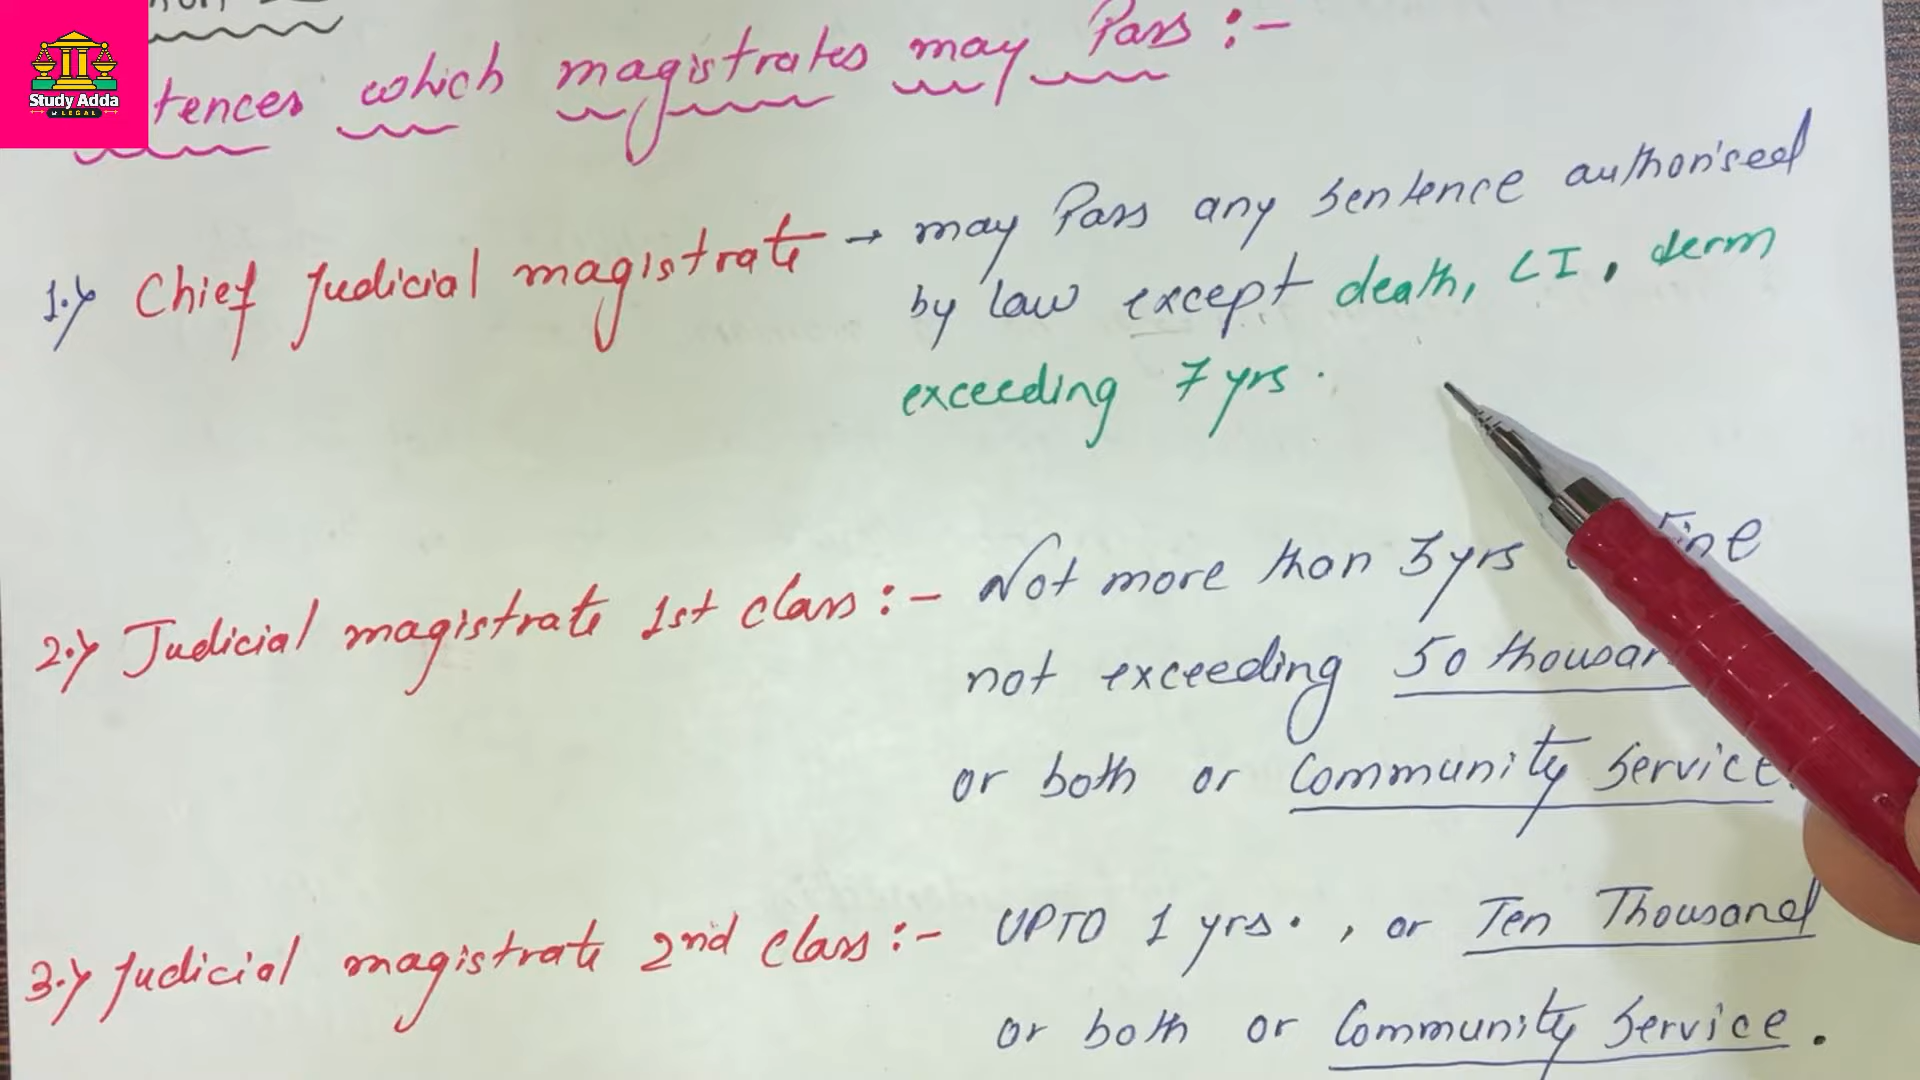 Study Adda
LEGAL
tences which magistrates may Pass :-
1.) Chief Judicial magistrate → may Pass any sentence authorised
by law except death, LI, term
exceeding 7 yrs.
2.) Judicial magistrate 1st class :- Not more than 3 yrs
not exceeding 50
or both or Community Service.
3.) Judicial magistrate 2nd class :- UPTO 1 yrs. , or Ten Thousand
or both or Community Service.